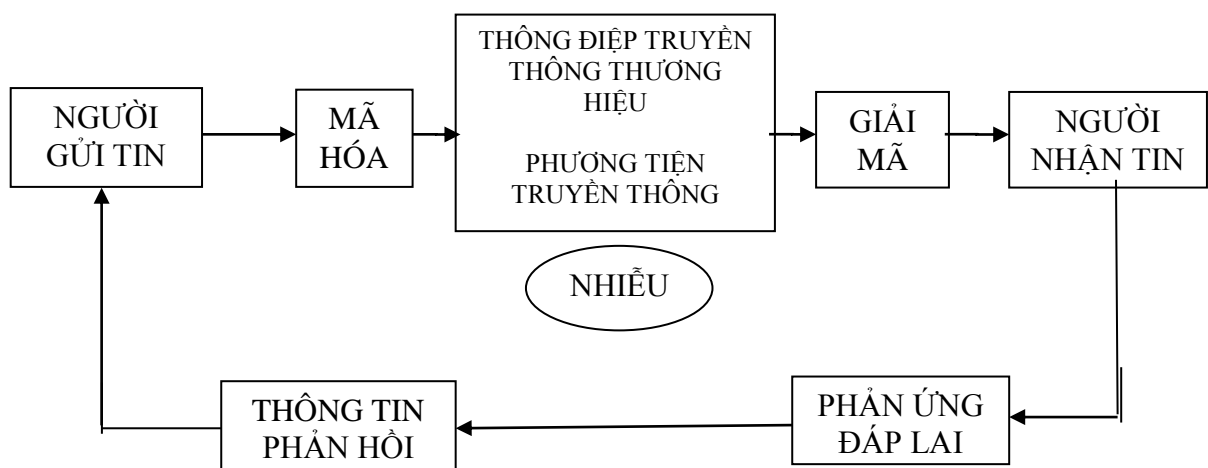 NGƯỜI
GỬI TIN
MÃ
HÓA
THÔNG ĐIỆP TRUYỀN
THÔNG THƯƠNG
HIỆU
PHƯƠNG TIỆN
TRUYỀN THÔNG
GIẢI
MÃ
NGƯỜI
NHẬN TIN
NHIỄU
PHẢN ỨNG
ĐÁP LAI
THÔNG TIN
PHẢN HỒI